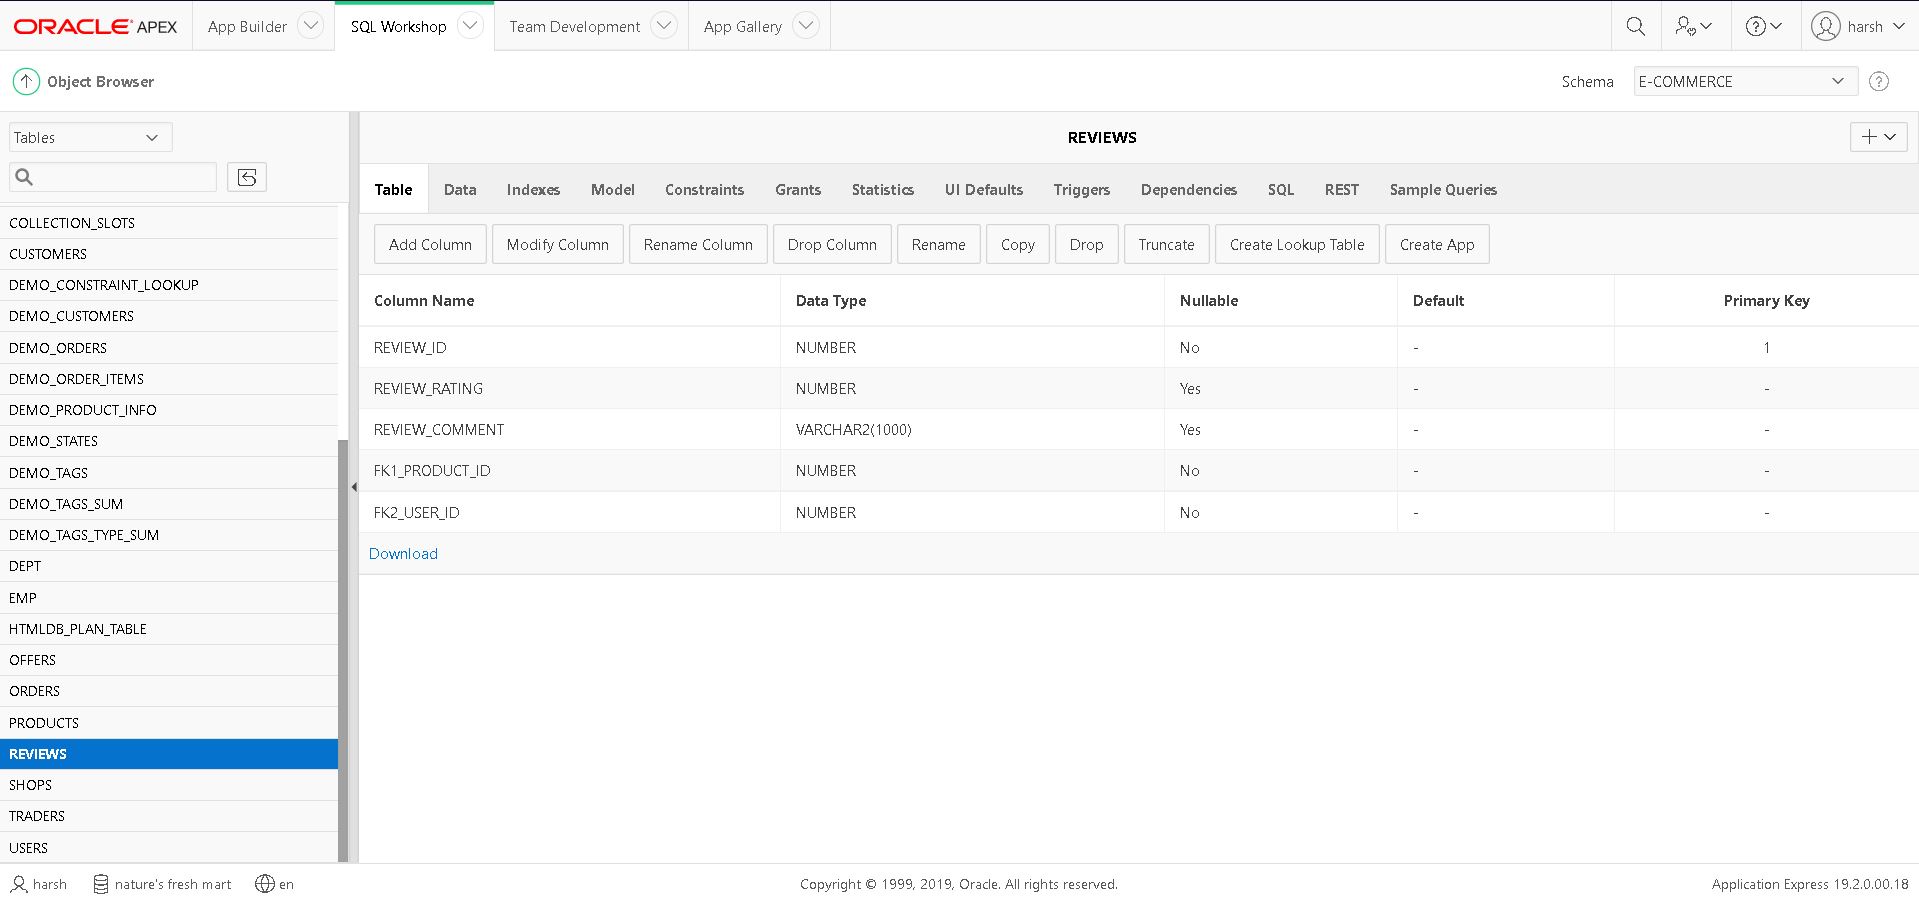 ORACLE APEX App Builder SQL Workshop Team Development App Gallery harsh
Object Browser Schema E-COMMERCE
Tables
REVIEWS
Table Data Indexes Model Constraints Grants Statistics UI Defaults Triggers Dependencies SQL REST Sample Queries
Add Column Modify Column Rename Column Drop Column Rename Copy Drop Truncate Create Lookup Table Create App
Column Name Data Type Nullable Default Primary Key
REVIEW_ID NUMBER No - 1
REVIEW_RATING NUMBER Yes - -
REVIEW_COMMENT VARCHAR2(1000) Yes - -
FK1_PRODUCT_ID NUMBER No - -
FK2_USER_ID NUMBER No - -
Download
COLLECTION_SLOTS
CUSTOMERS
DEMO_CONSTRAINT_LOOKUP
DEMO_CUSTOMERS
DEMO_ORDERS
DEMO_ORDER_ITEMS
DEMO_PRODUCT_INFO
DEMO_STATES
DEMO_TAGS
DEMO_TAGS_SUM
DEMO_TAGS_TYPE_SUM
DEPT
EMP
HTMLDB_PLAN_TABLE
OFFERS
ORDERS
PRODUCTS
REVIEWS
SHOPS
TRADERS
USERS
harsh nature's fresh mart en Copyright © 1999, 2019, Oracle. All rights reserved. Application Express 19.2.0.00.18